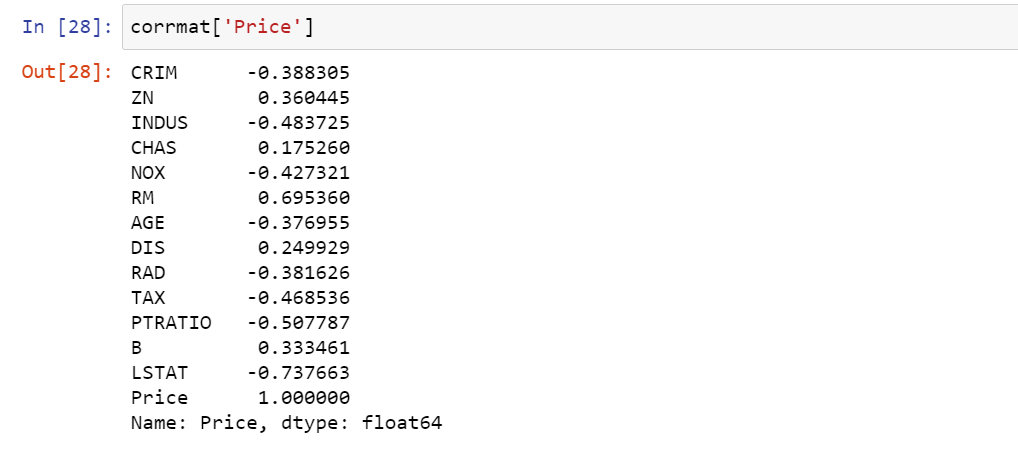 In [28]: corrmat['Price']
Out[28]: CRIM -0.388305
ZN 0.360445
INDUS -0.483725
CHAS 0.175260
NOX -0.427321
RM 0.695360
AGE -0.376955
DIS 0.249929
RAD -0.381626
TAX -0.468536
PTRATIO -0.507787
B 0.333461
LSTAT -0.737663
Price 1.000000
Name: Price, dtype: float64